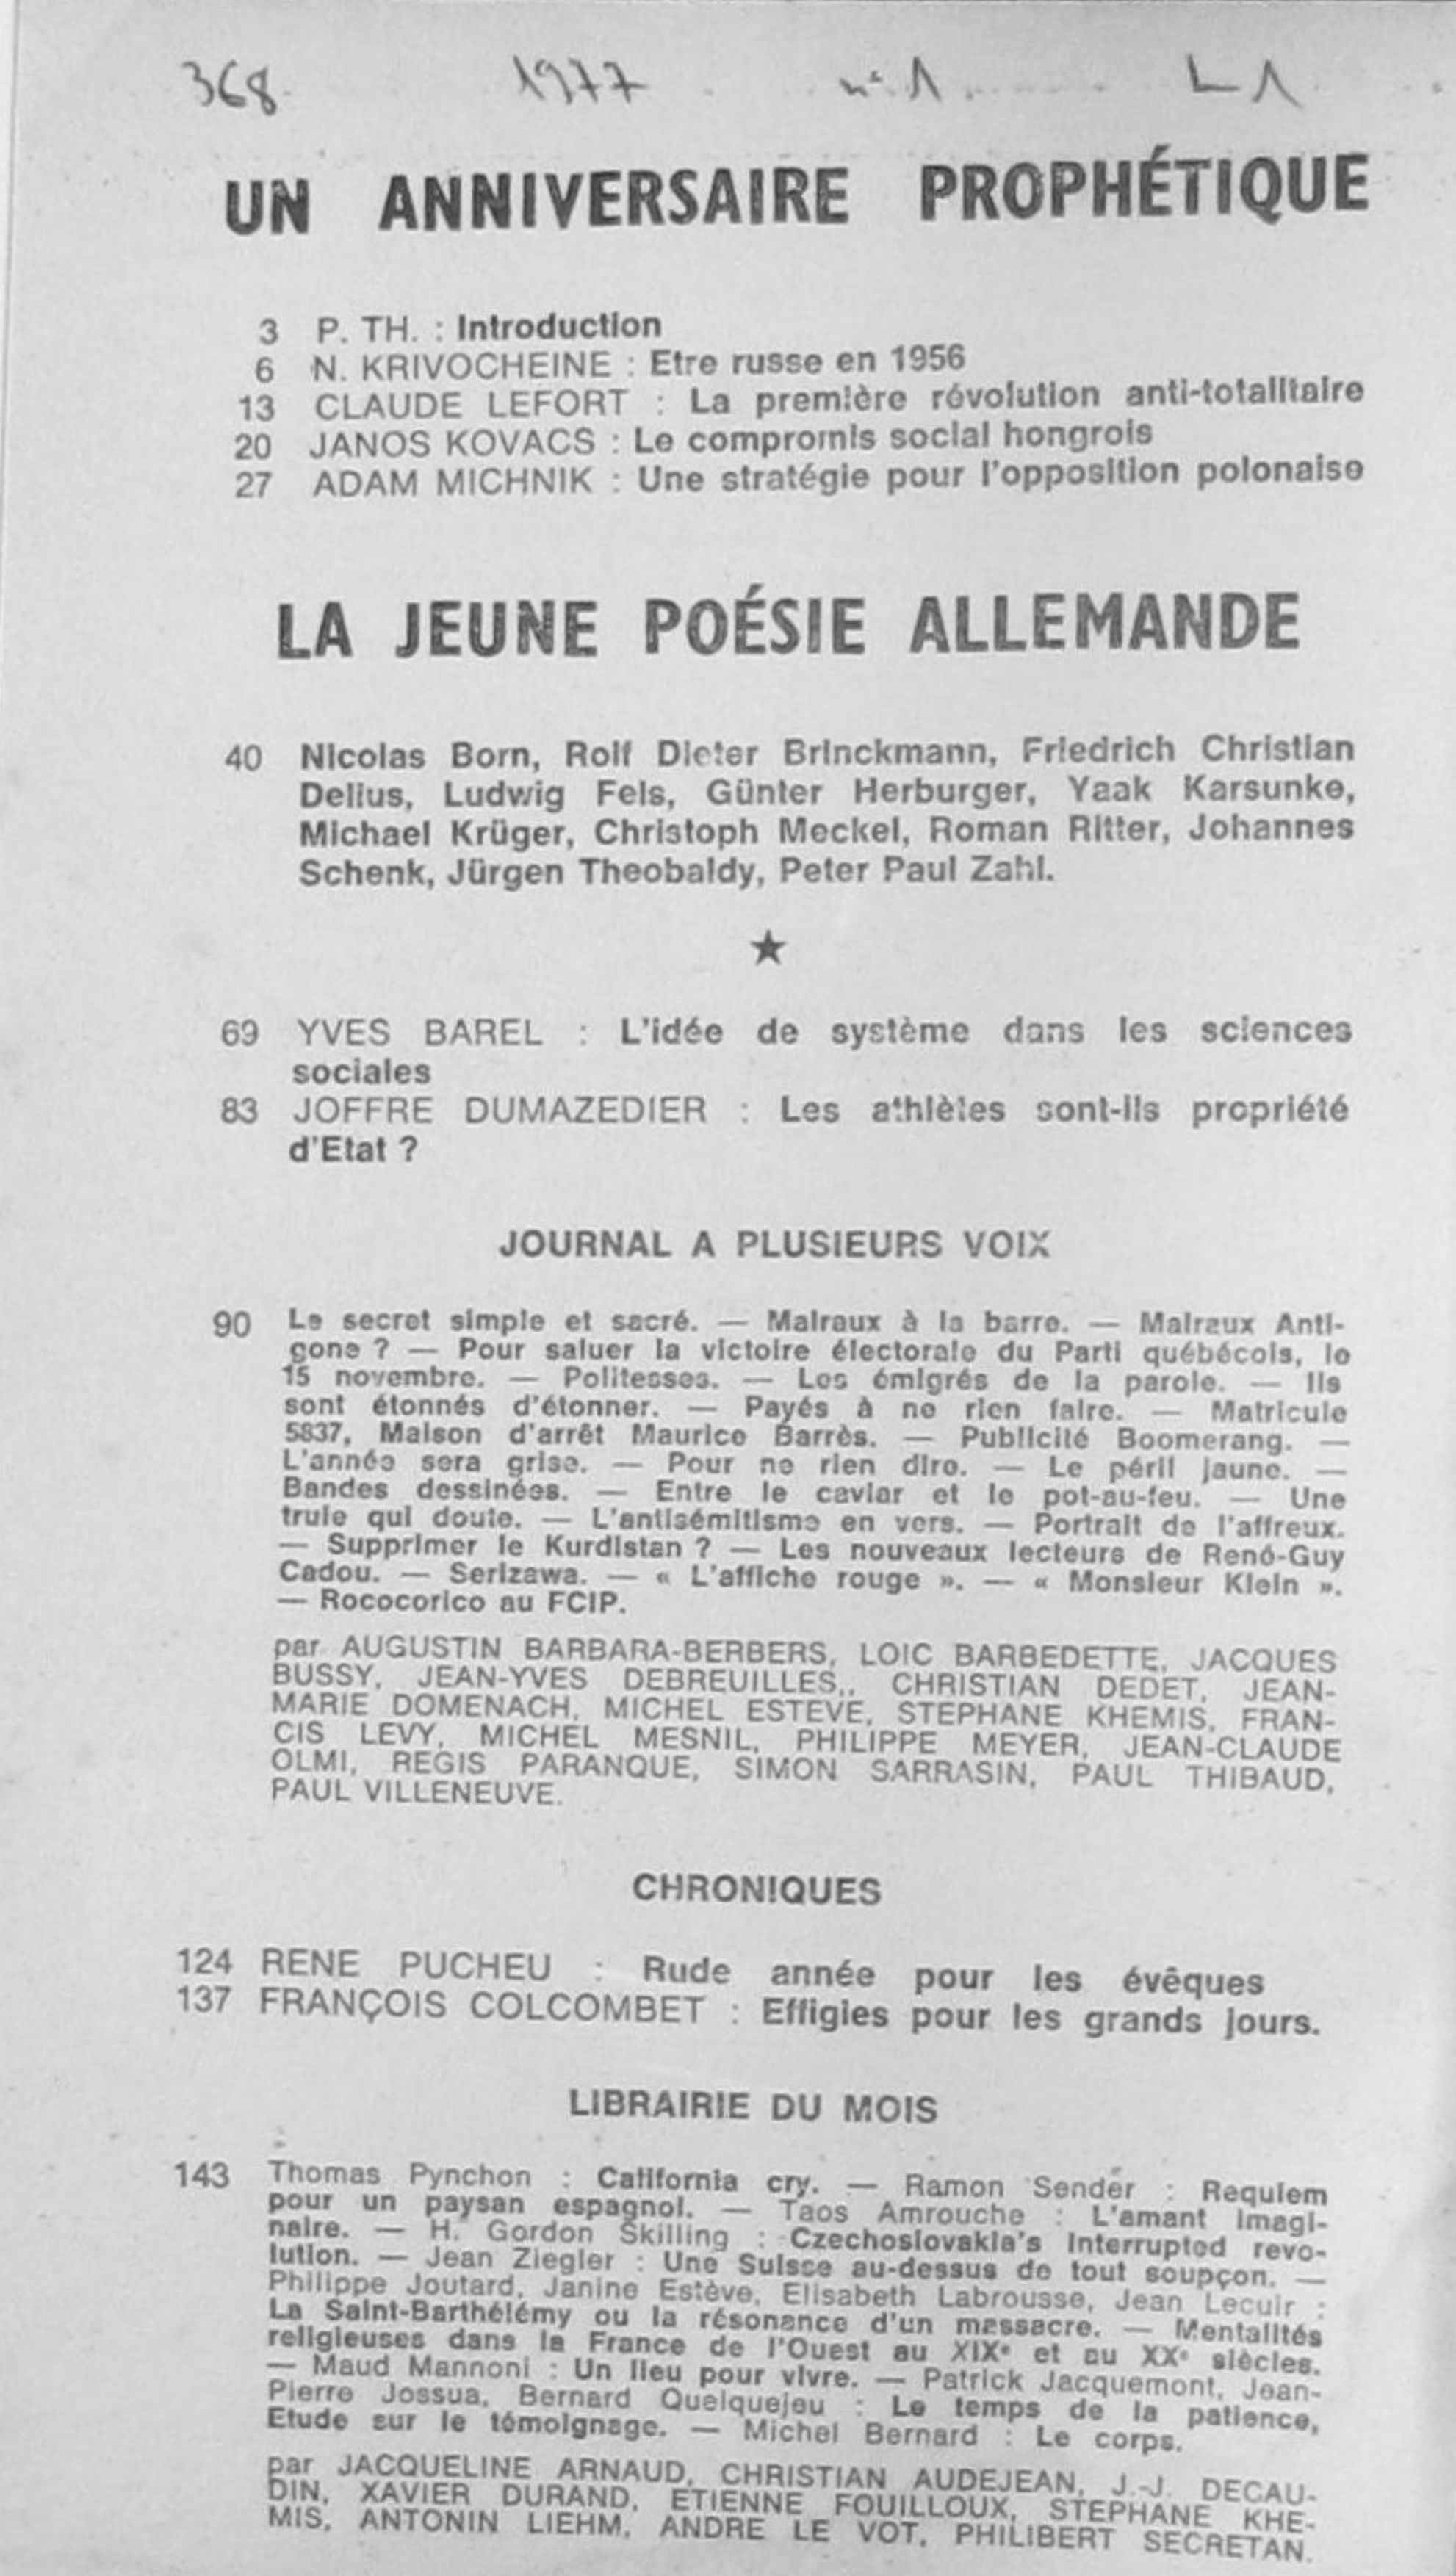 368 1977 n° 1 L1
UN ANNIVERSAIRE PROPHÉTIQUE
3 P. TH. : Introduction
6 N. KRIVOCHEINE : Etre russe en 1956
13 CLAUDE LEFORT : La première révolution anti-totalitaire
20 JANOS KOVACS : Le compromis social hongrois
27 ADAM MICHNIK : Une stratégie pour l'opposition polonaise
LA JEUNE POÉSIE ALLEMANDE
40 Nicolas Born, Rolf Dieter Brinckmann, Friedrich Christian
Delius, Ludwig Fels, Günter Herburger, Yaak Karsunke,
Michael Krüger, Christoph Meckel, Roman Ritter, Johannes
Schenk, Jürgen Theobaldy, Peter Paul Zahl.
★
69 YVES BAREL : L'idée de système dans les sciences
sociales
83 JOFFRE DUMAZEDIER : Les athlètes sont-ils propriété
d'Etat ?
JOURNAL A PLUSIEURS VOIX
90 Le secret simple et sacré. — Malraux à la barre. — Malraux Anti-
gone ? — Pour saluer la victoire électorale du Parti québécois, le
15 novembre. — Politesses. — Les émigrés de la parole. — Ils
sont étonnés d'étonner. — Payés à ne rien faire. — Matricule
5837, Maison d'arrêt Maurice Barrès. — Publicité Boomerang. —
L'année sera grise. — Pour ne rien dire. — Le péril jaune. —
Bandes dessinées. — Entre le caviar et le pot-au-feu. — Une
truie qui doute. — L'antisémitisme en vers. — Portrait de l'affreux.
— Supprimer le Kurdistan ? — Les nouveaux lecteurs de René-Guy
Cadou. — Serizawa. — « L'affiche rouge ». — « Monsieur Klein ».
— Rococorico au FCIP.
par AUGUSTIN BARBARA-BERBERS, LOIC BARBEDETTE, JACQUES
BUSSY, JEAN-YVES DEBREUILLES,, CHRISTIAN DEDET, JEAN-
MARIE DOMENACH, MICHEL ESTEVE, STEPHANE KHEMIS, FRAN-
CIS LEVY, MICHEL MESNIL, PHILIPPE MEYER, JEAN-CLAUDE
OLMI, REGIS PARANQUE, SIMON SARRASIN, PAUL THIBAUD,
PAUL VILLENEUVE.
CHRONIQUES
124 RENE PUCHEU : Rude année pour les évêques
137 FRANÇOIS COLCOMBET : Effigies pour les grands jours.
LIBRAIRIE DU MOIS
143 Thomas Pynchon : California cry. — Ramon Sender : Requiem
pour un paysan espagnol. — Taos Amrouche : L'amant imagi-
naire. — H. Gordon Skilling : Czechoslovakia's Interrupted revo-
lution. — Jean Ziegler : Une Suisse au-dessus de tout soupçon. —
Philippe Joutard, Janine Estève, Elisabeth Labrousse, Jean Lecuir :
La Saint-Barthélémy ou la résonance d'un massacre. — Mentalités
religieuses dans la France de l'Ouest au XIXe et au XXe siècles.
— Maud Mannoni : Un lieu pour vivre. — Patrick Jacquemont, Jean-
Pierre Jossua, Bernard Quelquejeu : Le temps de la patience,
Etude sur le témoignage. — Michel Bernard : Le corps.
par JACQUELINE ARNAUD, CHRISTIAN AUDEJEAN, J.-J. DECAU-
DIN, XAVIER DURAND, ETIENNE FOUILLOUX, STEPHANE KHE-
MIS, ANTONIN LIEHM, ANDRE LE VOT, PHILIBERT SECRETAN.